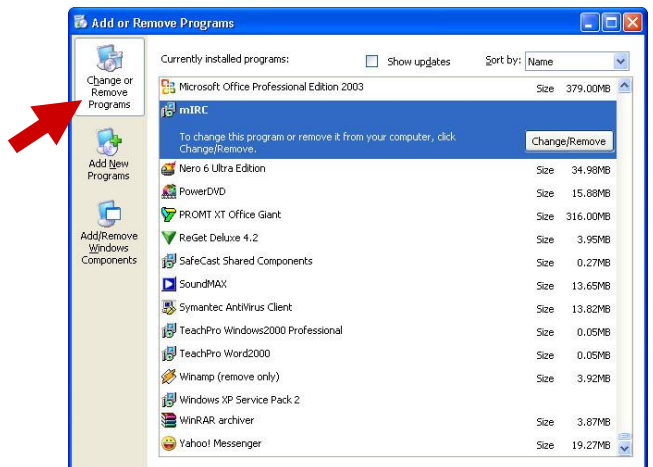 Add or Remove Programs
Change or
Remove
Programs
Add New
Programs
Add/Remove
Windows
Components
Currently installed programs: Show updates Sort by: Name
Microsoft Office Professional Edition 2003 Size 379.00MB
mIRC
To change this program or remove it from your computer, click
Change/Remove. Change/Remove
Nero 6 Ultra Edition Size 34.98MB
PowerDVD Size 15.88MB
PROMT XT Office Giant Size 316.00MB
ReGet Deluxe 4.2 Size 3.95MB
SafeCast Shared Components Size 0.27MB
SoundMAX Size 13.65MB
Symantec AntiVirus Client Size 13.82MB
TeachPro Windows2000 Professional Size 0.05MB
TeachPro Word2000 Size 0.05MB
Winamp (remove only) Size 3.92MB
Windows XP Service Pack 2
WinRAR archiver Size 3.87MB
Yahoo! Messenger Size 19.27MB